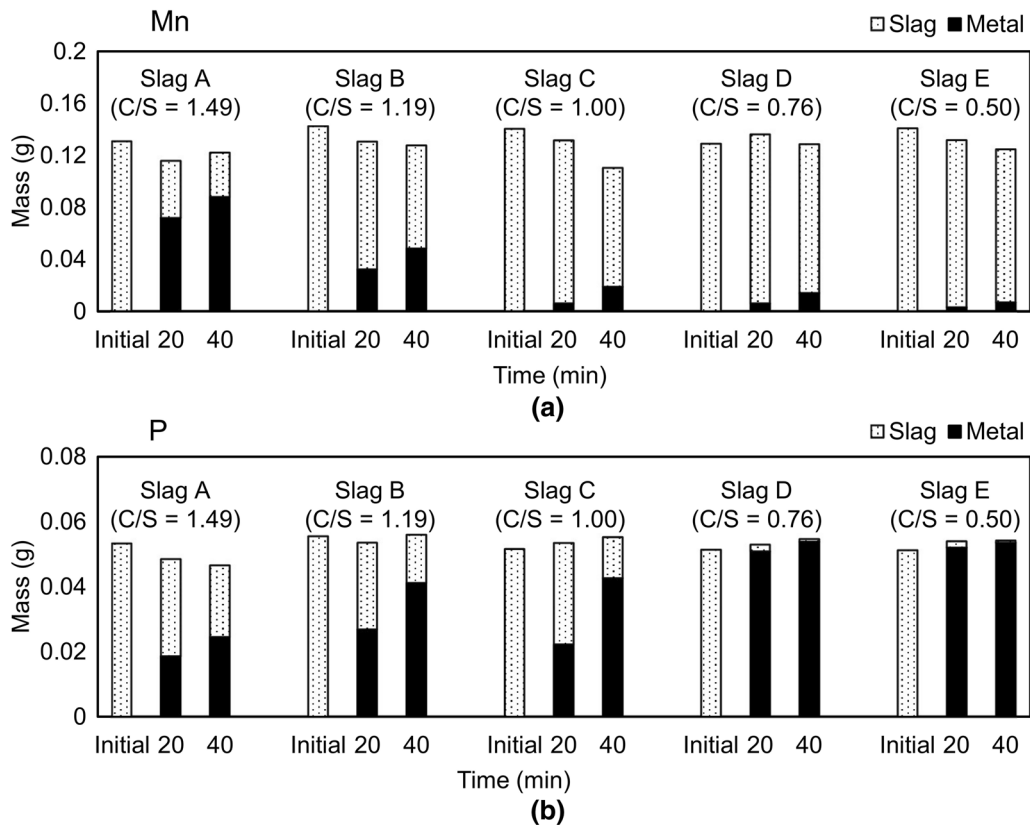 Mn
Slag Metal
0.2
0.16
0.12
0.08
0.04
0
Mass (g)
Slag A Slag B Slag C Slag D Slag E
(C/S = 1.49) (C/S = 1.19) (C/S = 1.00) (C/S = 0.76) (C/S = 0.50)
Initial 20 40 Initial 20 40 Initial 20 40 Initial 20 40 Initial 20 40
Time (min)
(a)
P
Slag Metal
0.08
0.06
0.04
0.02
0
Mass (g)
Slag A Slag B Slag C Slag D Slag E
(C/S = 1.49) (C/S = 1.19) (C/S = 1.00) (C/S = 0.76) (C/S = 0.50)
Initial 20 40 Initial 20 40 Initial 20 40 Initial 20 40 Initial 20 40
Time (min)
(b)